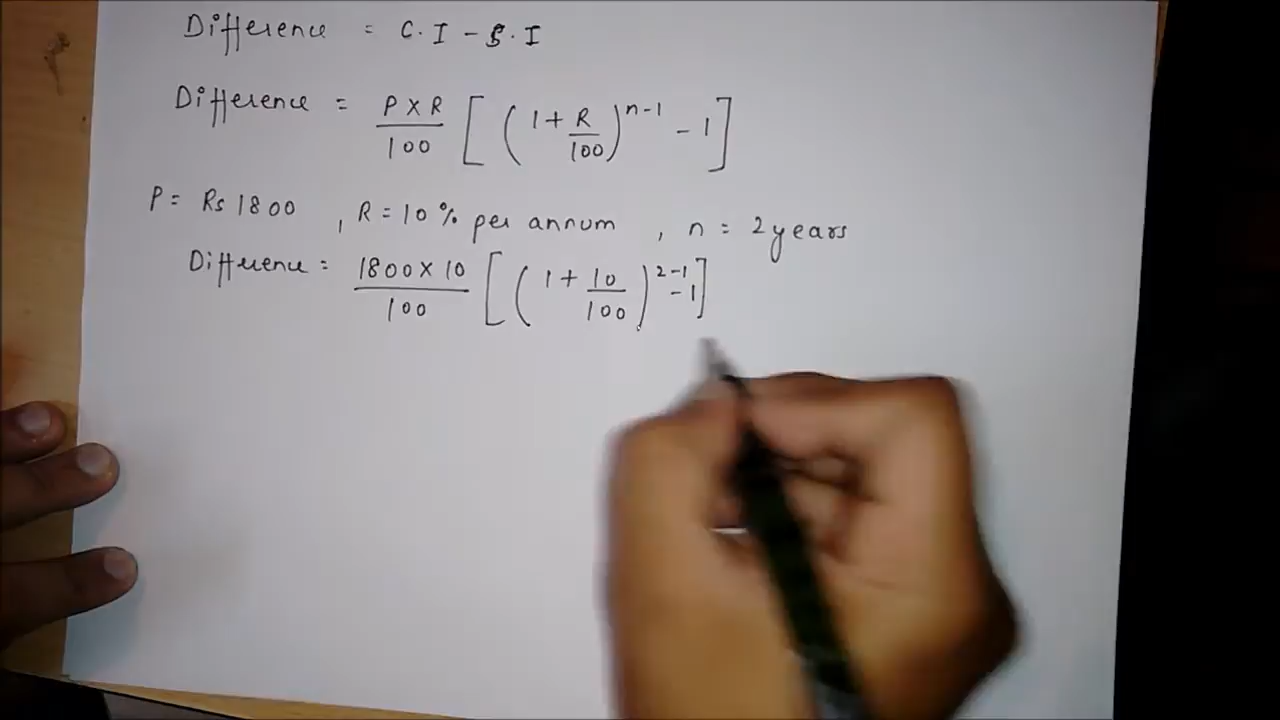 Difference = C.I - S.I
Difference = P X R / 100 [ ( 1 + R / 100 )^n-1 - 1 ]
P = Rs 1800 , R = 10 % per annum , n = 2 years
Difference = 1800 X 10 / 100 [ ( 1 + 10 / 100 )^2-1 - 1 ]